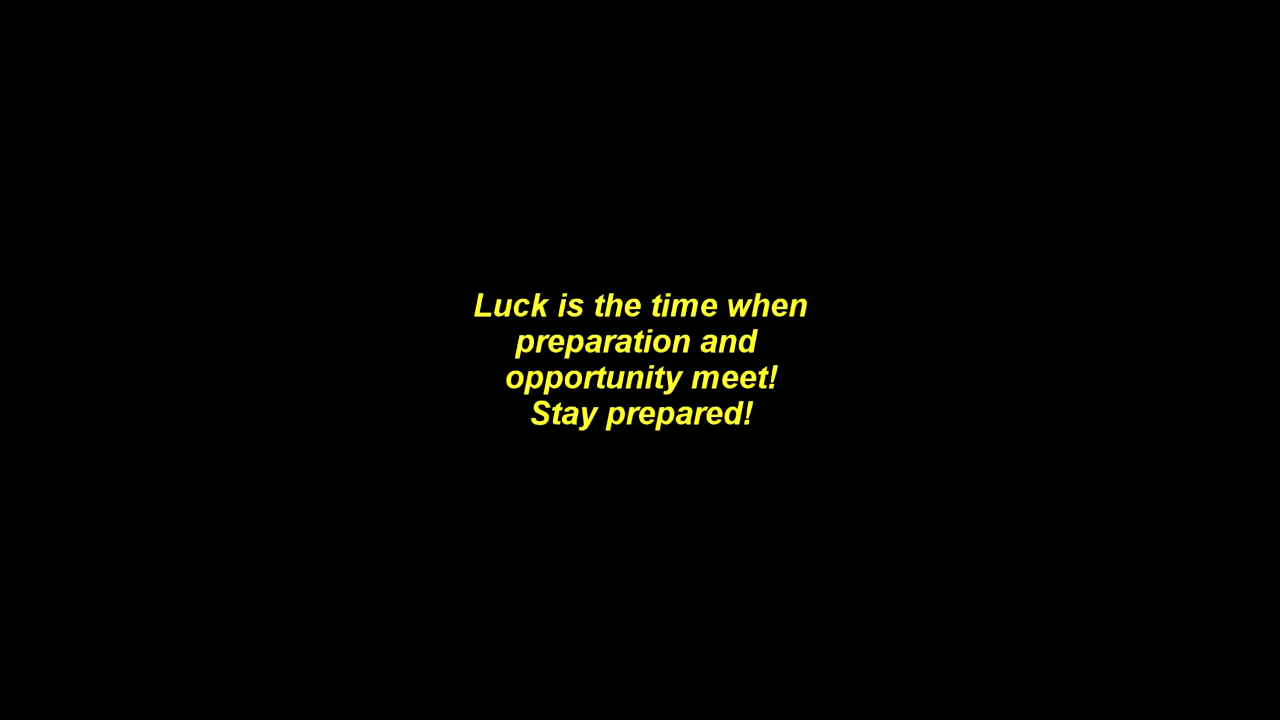 Luck is the time when
preparation and
opportunity meet!
Stay prepared!